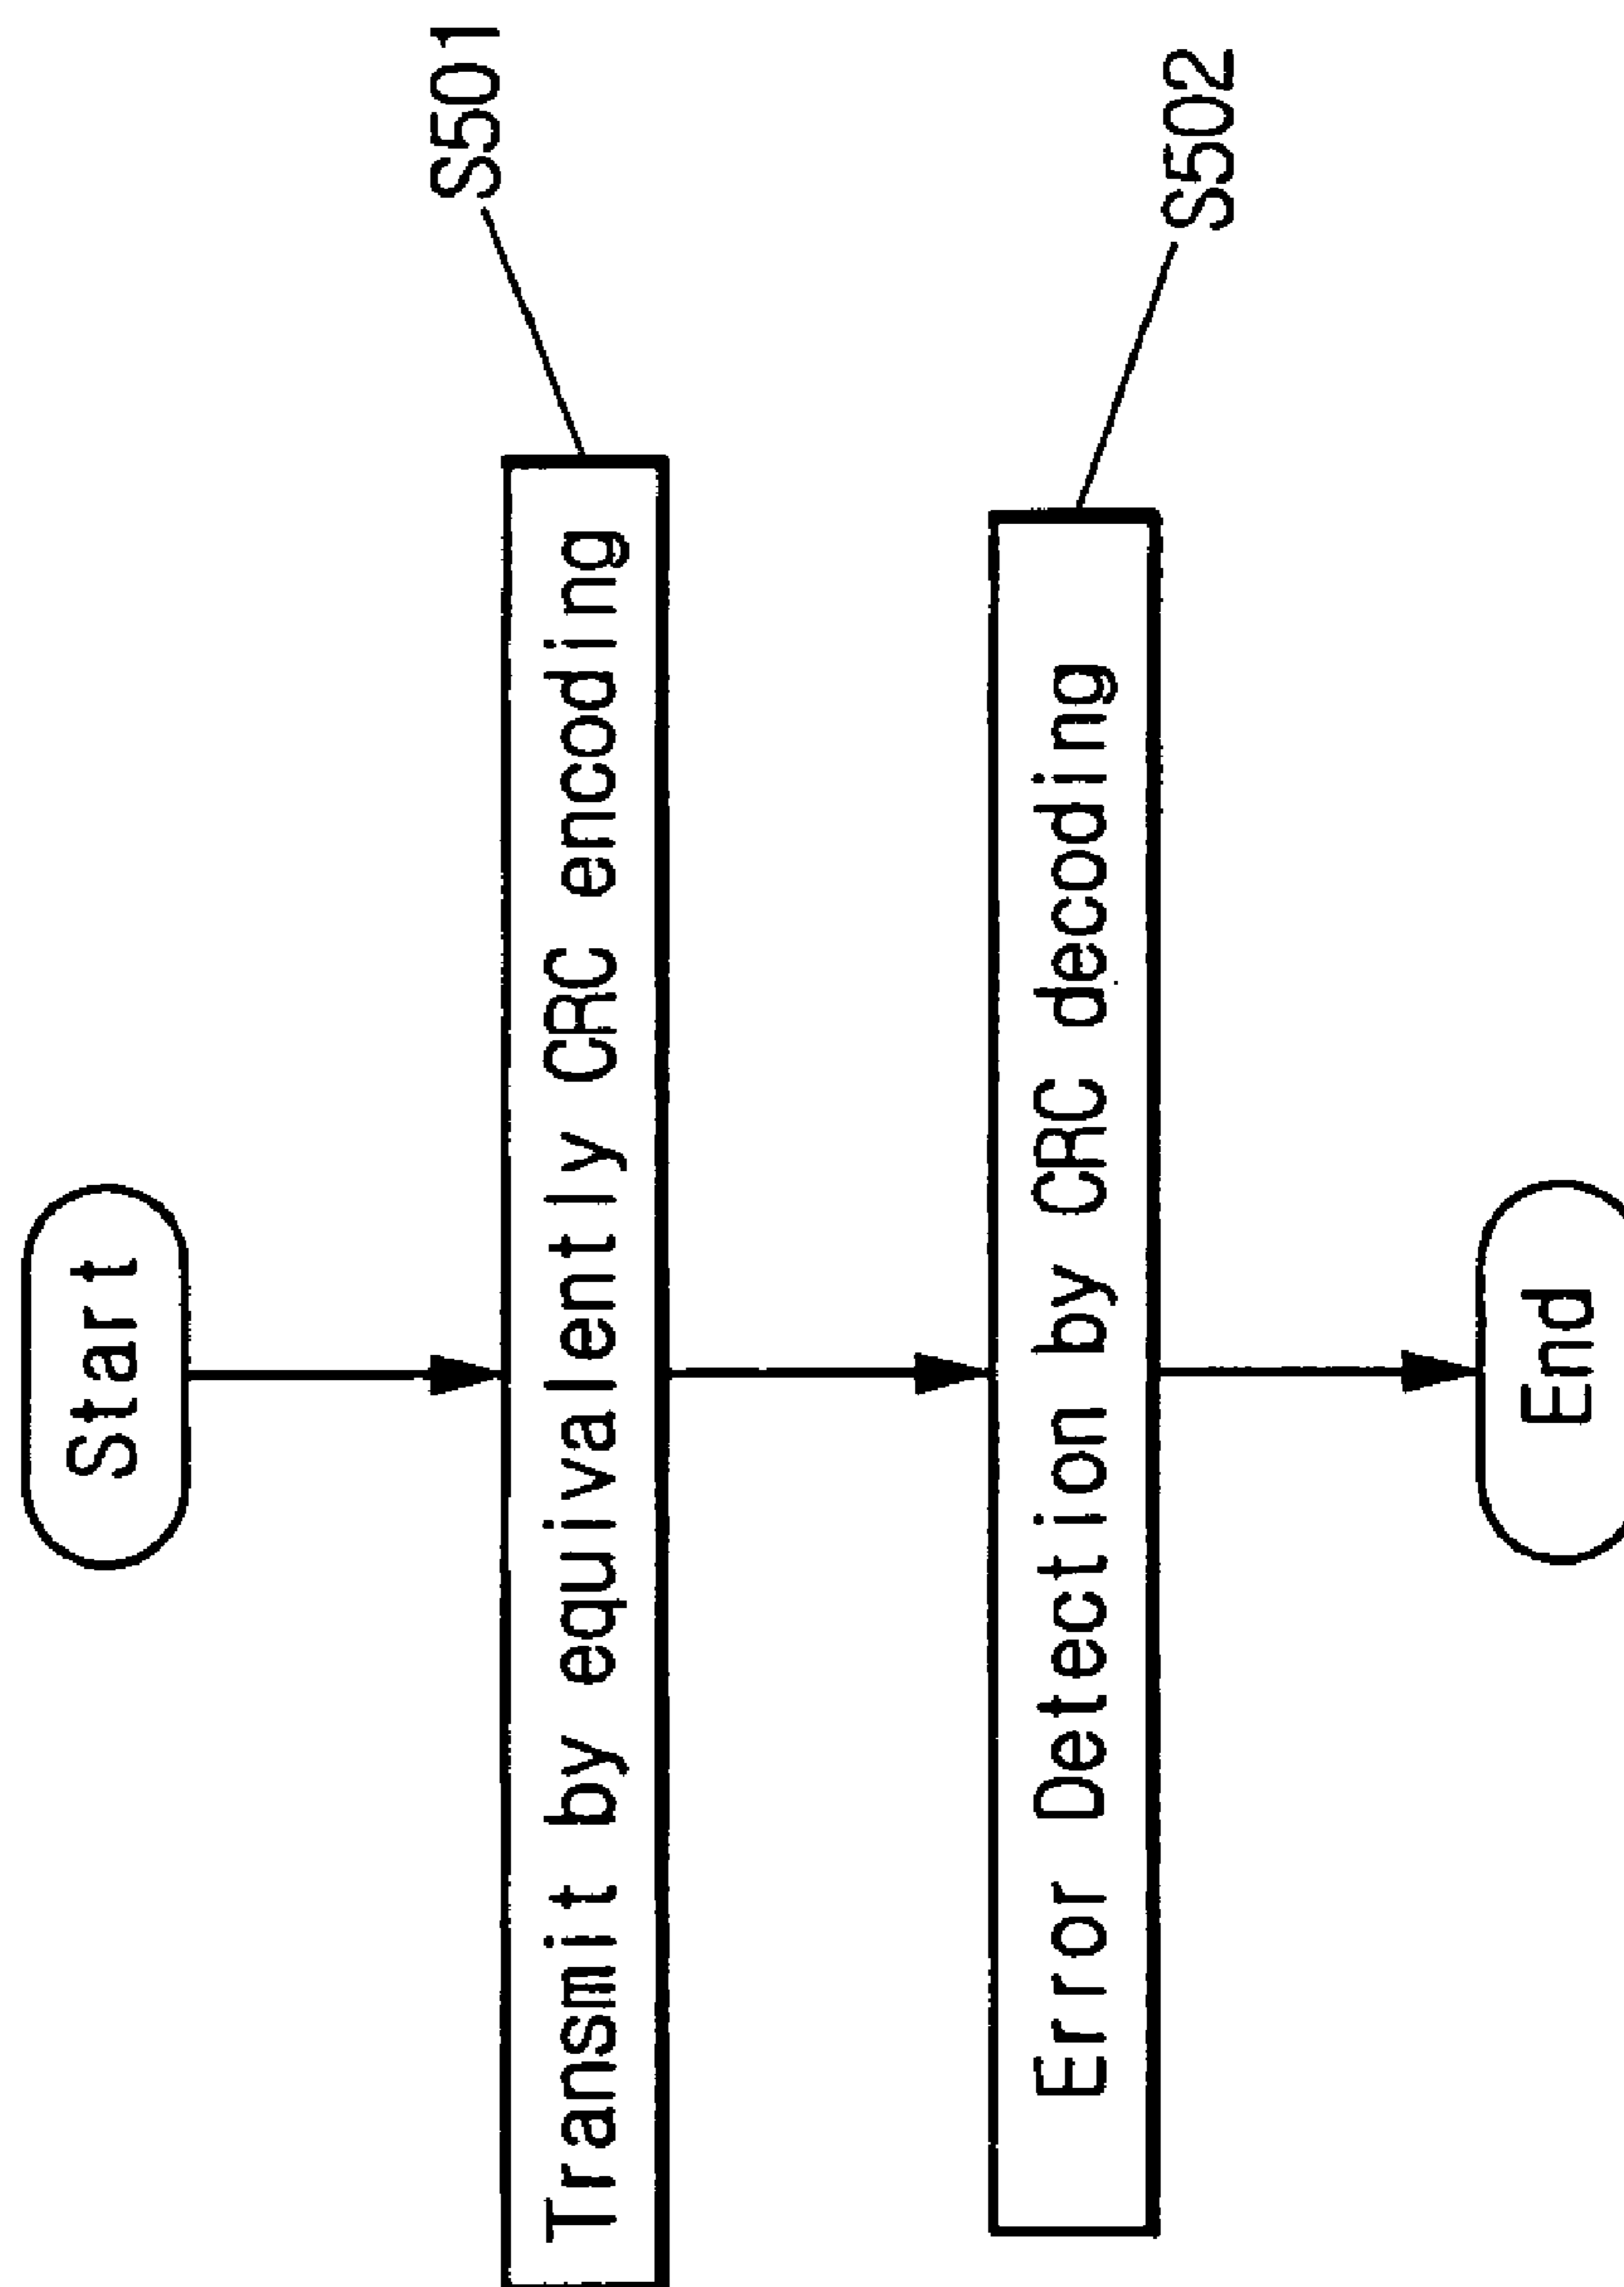 Start
Transmit by equivalently CRC encoding
S501
Error Detection by CRC decoding
S502
End